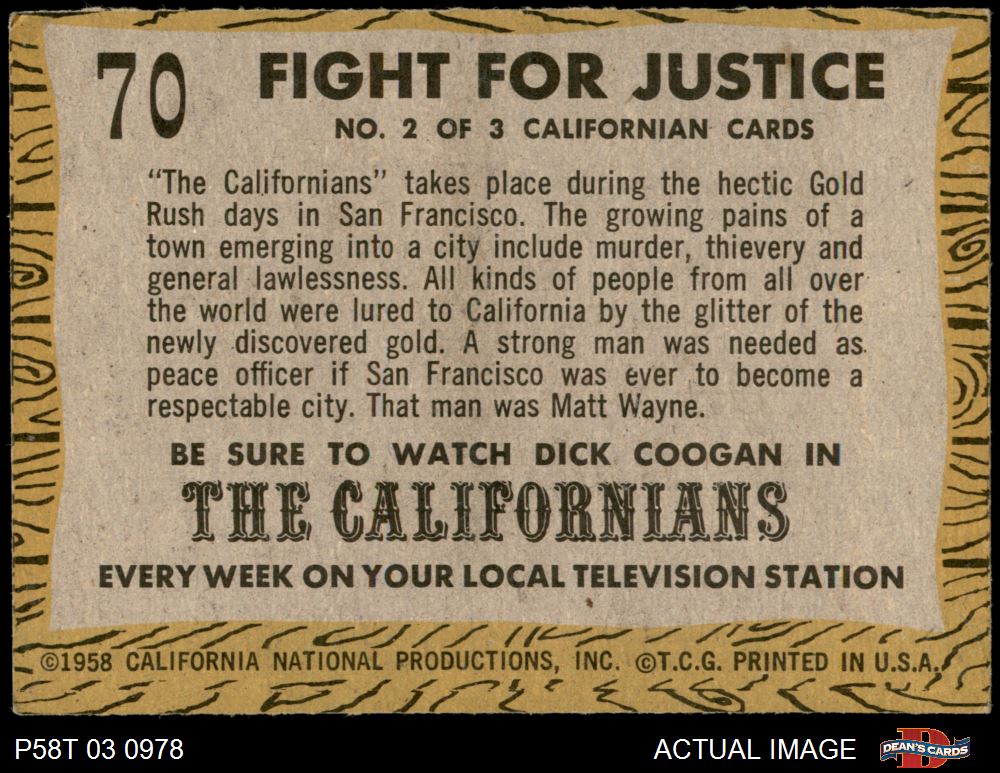 70
FIGHT FOR JUSTICE
NO. 2 OF 3 CALIFORNIAN CARDS
"The Californians" takes place during the hectic Gold
Rush days in San Francisco. The growing pains of a
town emerging into a city include murder, thievery and
general lawlessness. All kinds of people from all over
the world were lured to California by the glitter of the
newly discovered gold. A strong man was needed as
peace officer if San Francisco was ever to become a
respectable city. That man was Matt Wayne.
BE SURE TO WATCH DICK COOGAN IN
THE CALIFORNIANS
EVERY WEEK ON YOUR LOCAL TELEVISION STATION
©1958 CALIFORNIA NATIONAL PRODUCTIONS, INC. ©T.C.G. PRINTED IN U.S.A.
P58T 03 0978
ACTUAL IMAGE
DEAN'S CARDS